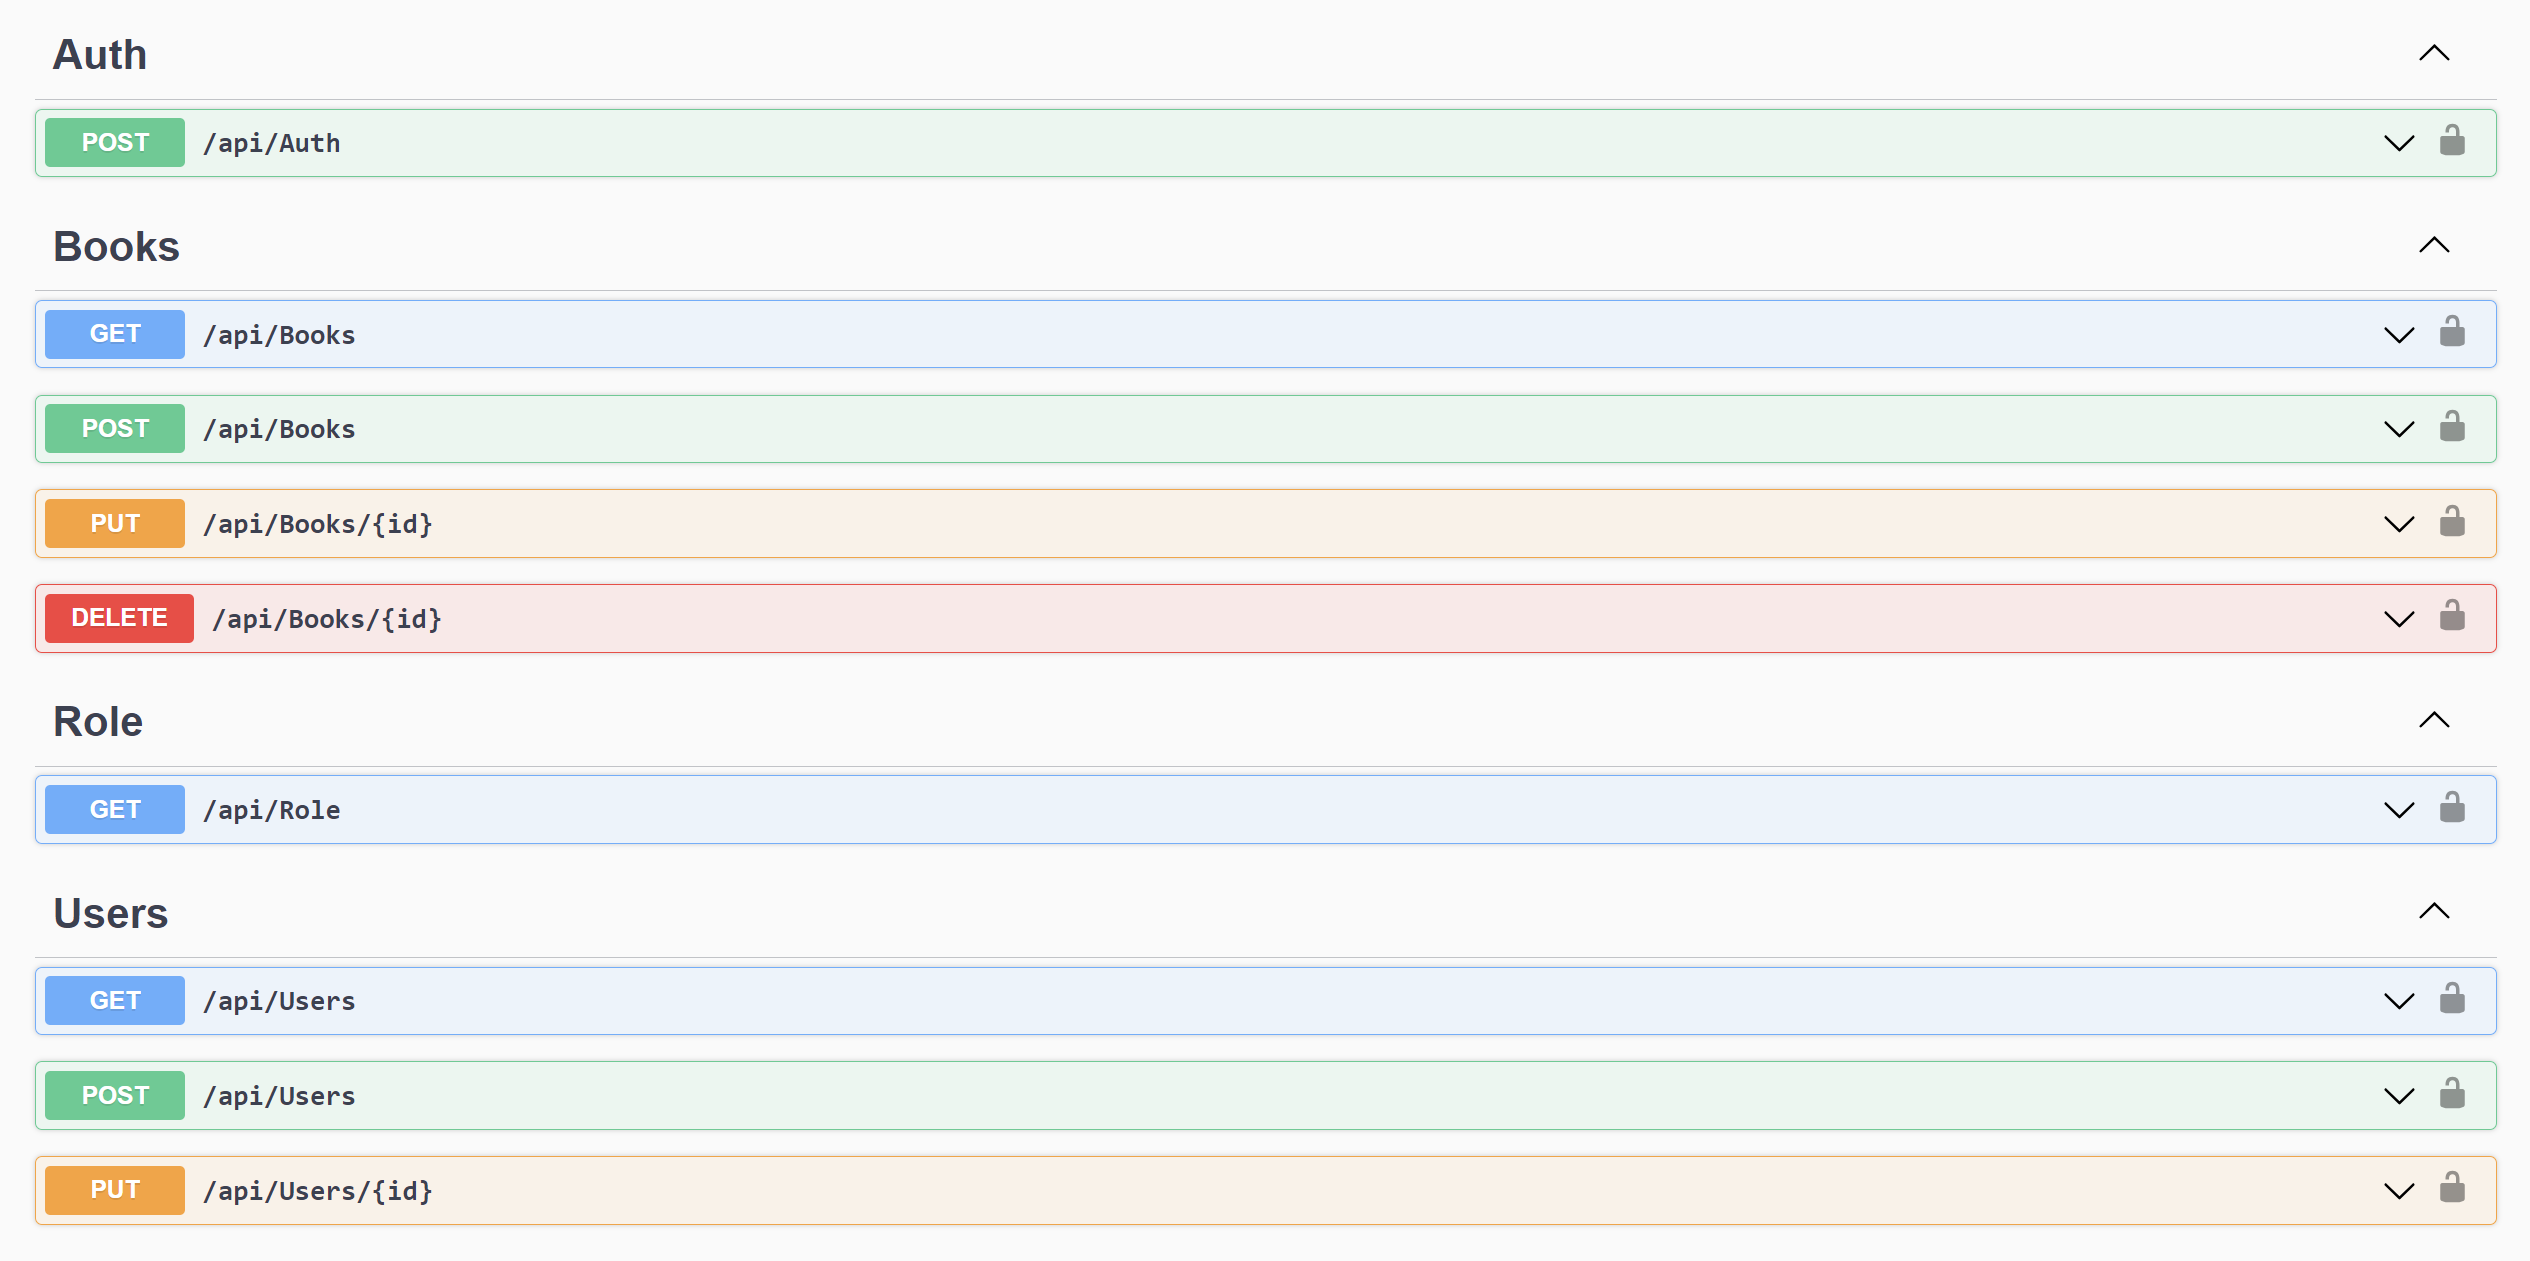 Auth
POST /api/Auth
Books
GET /api/Books
POST /api/Books
PUT /api/Books/{id}
DELETE /api/Books/{id}
Role
GET /api/Role
Users
GET /api/Users
POST /api/Users
PUT /api/Users/{id}